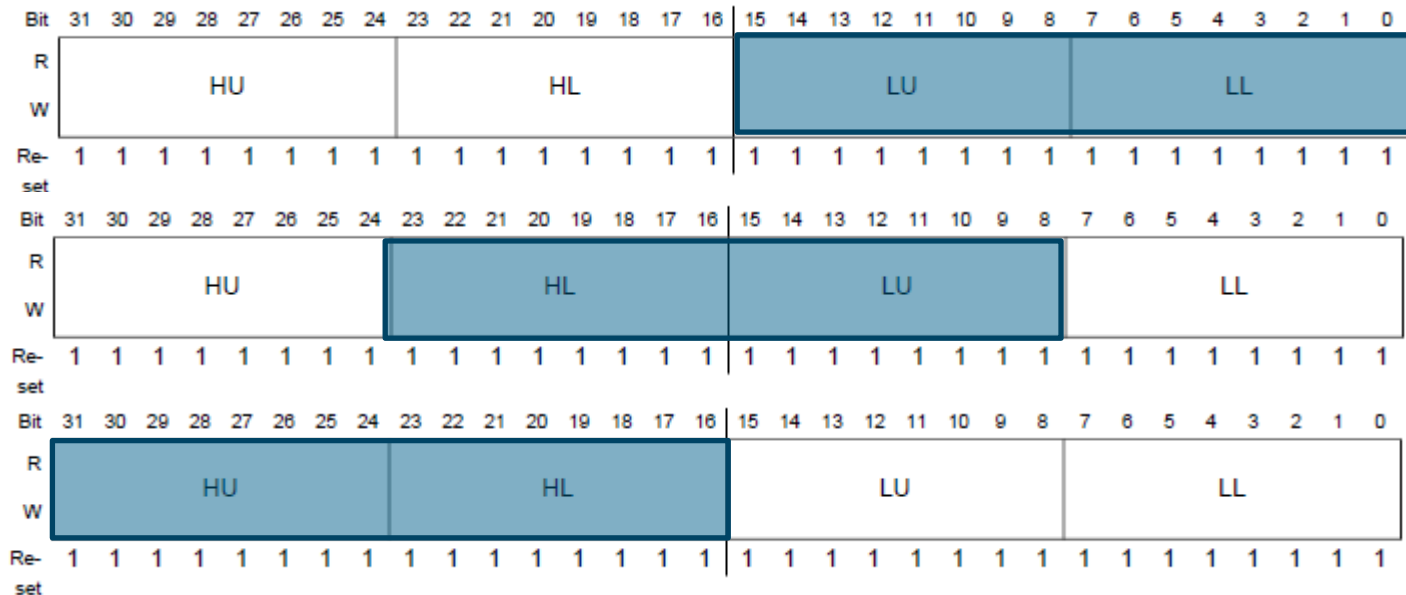 Bit 31 30 29 28 27 26 25 24 23 22 21 20 19 18 17 16 15 14 13 12 11 10 9 8 7 6 5 4 3 2 1 0
R
HU HL LU LL
W
Re- 1 1 1 1 1 1 1 1 1 1 1 1 1 1 1 1 1 1 1 1 1 1 1 1 1 1 1 1 1 1 1 1
set
Bit 31 30 29 28 27 26 25 24 23 22 21 20 19 18 17 16 15 14 13 12 11 10 9 8 7 6 5 4 3 2 1 0
R
HU HL LU LL
W
Re- 1 1 1 1 1 1 1 1 1 1 1 1 1 1 1 1 1 1 1 1 1 1 1 1 1 1 1 1 1 1 1 1
set
Bit 31 30 29 28 27 26 25 24 23 22 21 20 19 18 17 16 15 14 13 12 11 10 9 8 7 6 5 4 3 2 1 0
R
HU HL LU LL
W
Re- 1 1 1 1 1 1 1 1 1 1 1 1 1 1 1 1 1 1 1 1 1 1 1 1 1 1 1 1 1 1 1 1
set